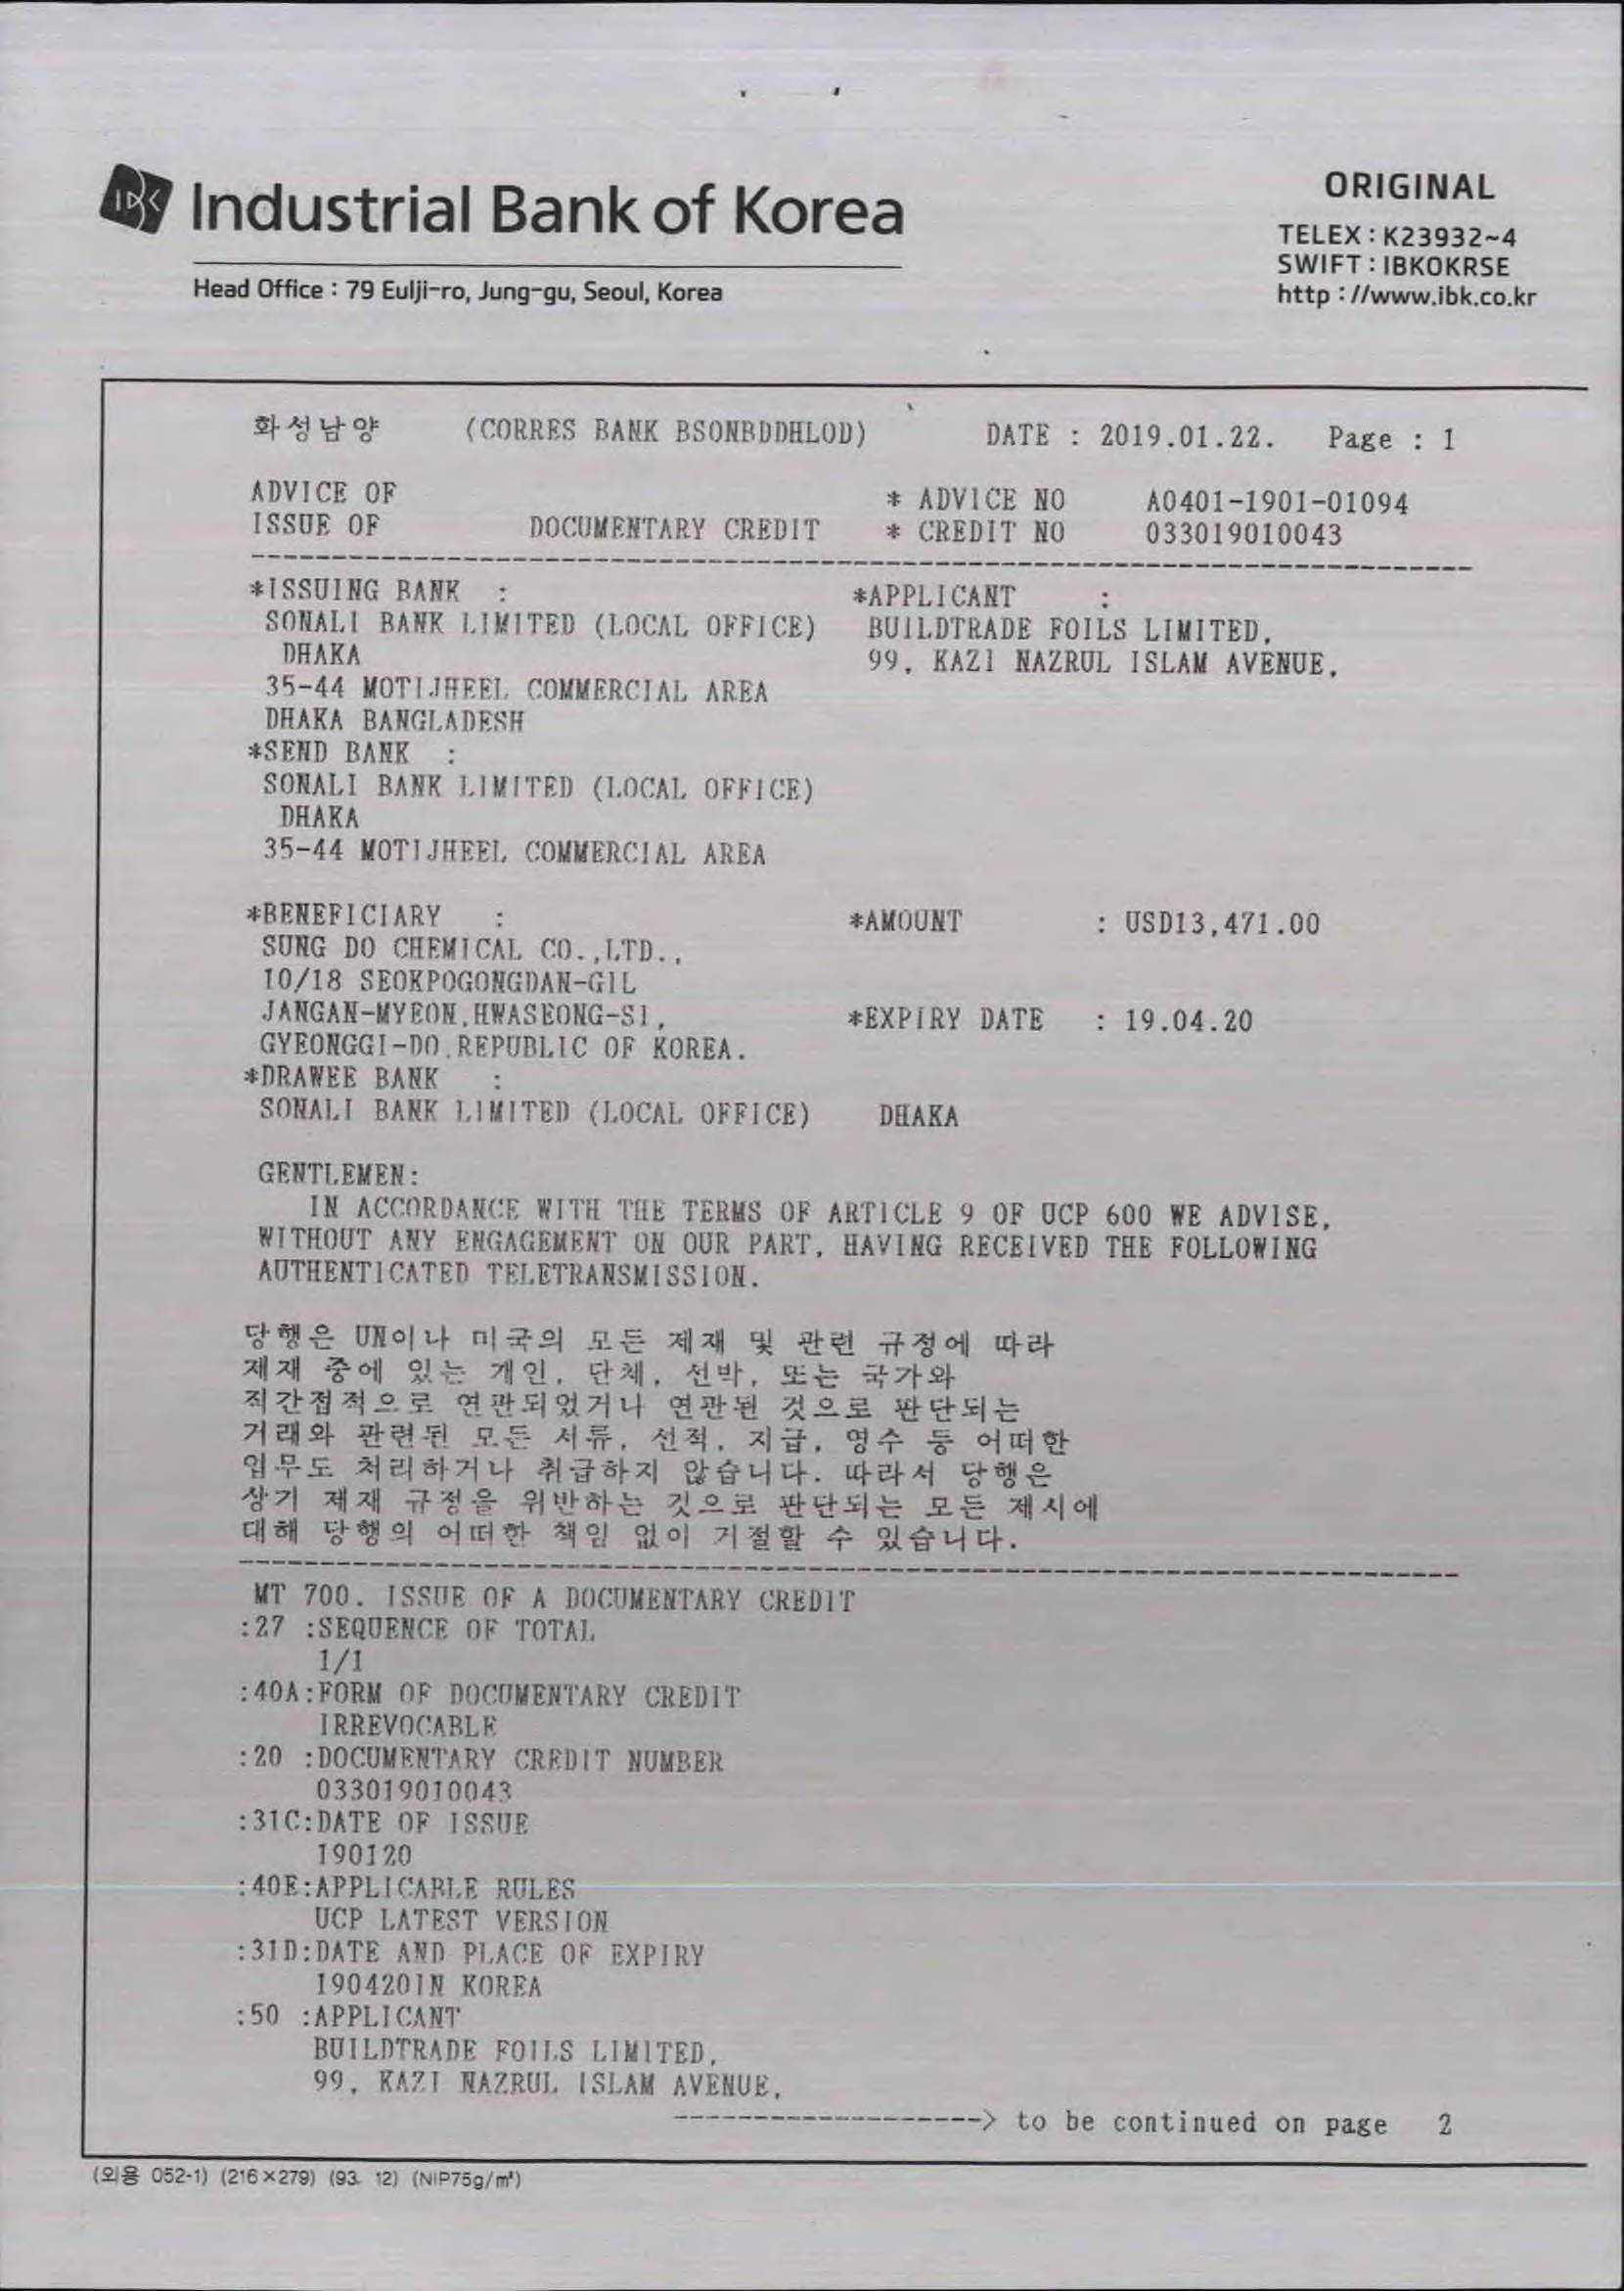 IBK Industrial Bank of Korea
Head Office : 79 Eulji-ro, Jung-gu, Seoul, Korea
ORIGINAL
TELEX : K23932~4
SWIFT : IBKOKRSE
http : //www.ibk.co.kr
화성남양 (CORRES BANK BSONBDDHLOD) DATE : 2019.01.22. Page : 1
ADVICE OF * ADVICE NO A0401-1901-01094
ISSUE OF DOCUMENTARY CREDIT * CREDIT NO 033019010043
*ISSUING BANK : *APPLICANT :
SONALI BANK LIMITED (LOCAL OFFICE) BUILDTRADE FOILS LIMITED,
DHAKA 99, KAZI NAZRUL ISLAM AVENUE,
35-44 MOTIJHEEL COMMERCIAL AREA
DHAKA BANGLADESH
*SEND BANK :
SONALI BANK LIMITED (LOCAL OFFICE)
DHAKA
35-44 MOTIJHEEL COMMERCIAL AREA
*BENEFICIARY : *AMOUNT : USD13,471.00
SUNG DO CHEMICAL CO.,LTD.,
10/18 SEOKPOGONGDAN-GIL
JANGAN-MYEON,HWASEONG-SI, *EXPIRY DATE : 19.04.20
GYEONGGI-DO,REPUBLIC OF KOREA.
*DRAWEE BANK :
SONALI BANK LIMITED (LOCAL OFFICE) DHAKA
GENTLEMEN:
IN ACCORDANCE WITH THE TERMS OF ARTICLE 9 OF UCP 600 WE ADVISE,
WITHOUT ANY ENGAGEMENT ON OUR PART, HAVING RECEIVED THE FOLLOWING
AUTHENTICATED TELETRANSMISSION.
당행은 UN이나 미국의 모든 제재 및 관련 규정에 따라
제재 중에 있는 개인, 단체, 선박, 또는 국가와
직간접적으로 연관되었거나 연관된 것으로 판단되는
거래와 관련된 모든 서류, 선적, 지급, 영수 등 어떠한
업무도 처리하거나 취급하지 않습니다. 따라서 당행은
상기 제재 규정을 위반하는 것으로 판단되는 모든 제시에
대해 당행의 어떠한 책임 없이 거절할 수 있습니다.
MT 700. ISSUE OF A DOCUMENTARY CREDIT
:27 :SEQUENCE OF TOTAL
1/1
:40A:FORM OF DOCUMENTARY CREDIT
IRREVOCABLE
:20 :DOCUMENTARY CREDIT NUMBER
033019010043
:31C:DATE OF ISSUE
190120
:40E:APPLICABLE RULES
UCP LATEST VERSION
:31D:DATE AND PLACE OF EXPIRY
190420IN KOREA
:50 :APPLICANT
BUILDTRADE FOILS LIMITED,
99, KAZI NAZRUL ISLAM AVENUE,
--------------------> to be continued on page 2
(외용 052-1) (216×279) (93. 12) (NIP75g/㎡)